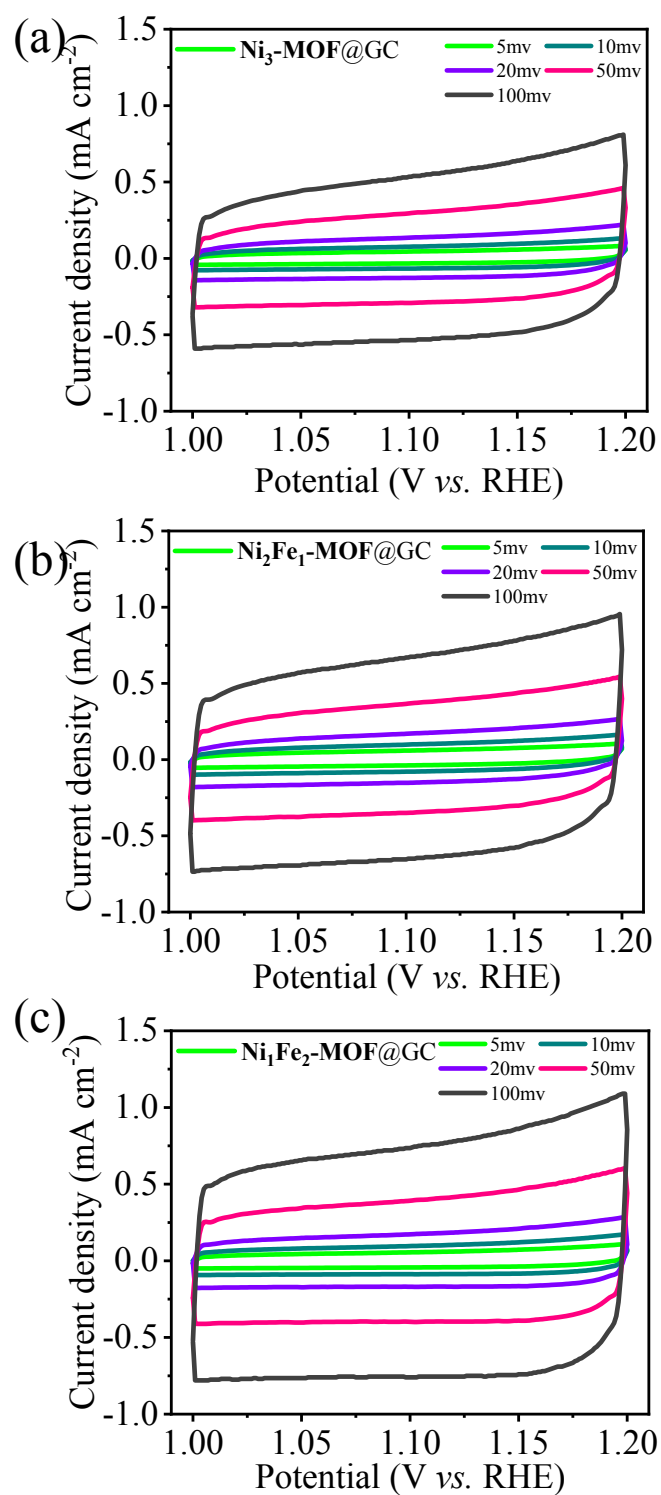 (a)
Ni₃-MOF@GC
5mv 10mv
20mv 50mv
100mv
1.5
1.0
0.5
0.0
-0.5
-1.0
Current density (mA cm⁻²)
1.00 1.05 1.10 1.15 1.20
Potential (V vs. RHE)
(b)
Ni₂Fe₁-MOF@GC
5mv 10mv
20mv 50mv
100mv
1.5
1.0
0.5
0.0
-0.5
-1.0
Current density (mA cm⁻²)
1.00 1.05 1.10 1.15 1.20
Potential (V vs. RHE)
(c)
Ni₁Fe₂-MOF@GC
5mv 10mv
20mv 50mv
100mv
1.5
1.0
0.5
0.0
-0.5
-1.0
Current density (mA cm⁻²)
1.00 1.05 1.10 1.15 1.20
Potential (V vs. RHE)